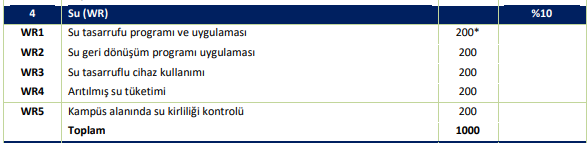 4 Su (WR) %10
WR1 Su tasarrufu programı ve uygulaması 200*
WR2 Su geri dönüşüm programı uygulaması 200
WR3 Su tasarruflu cihaz kullanımı 200
WR4 Arıtılmış su tüketimi 200
WR5 Kampüs alanında su kirliliği kontrolü 200
Toplam 1000